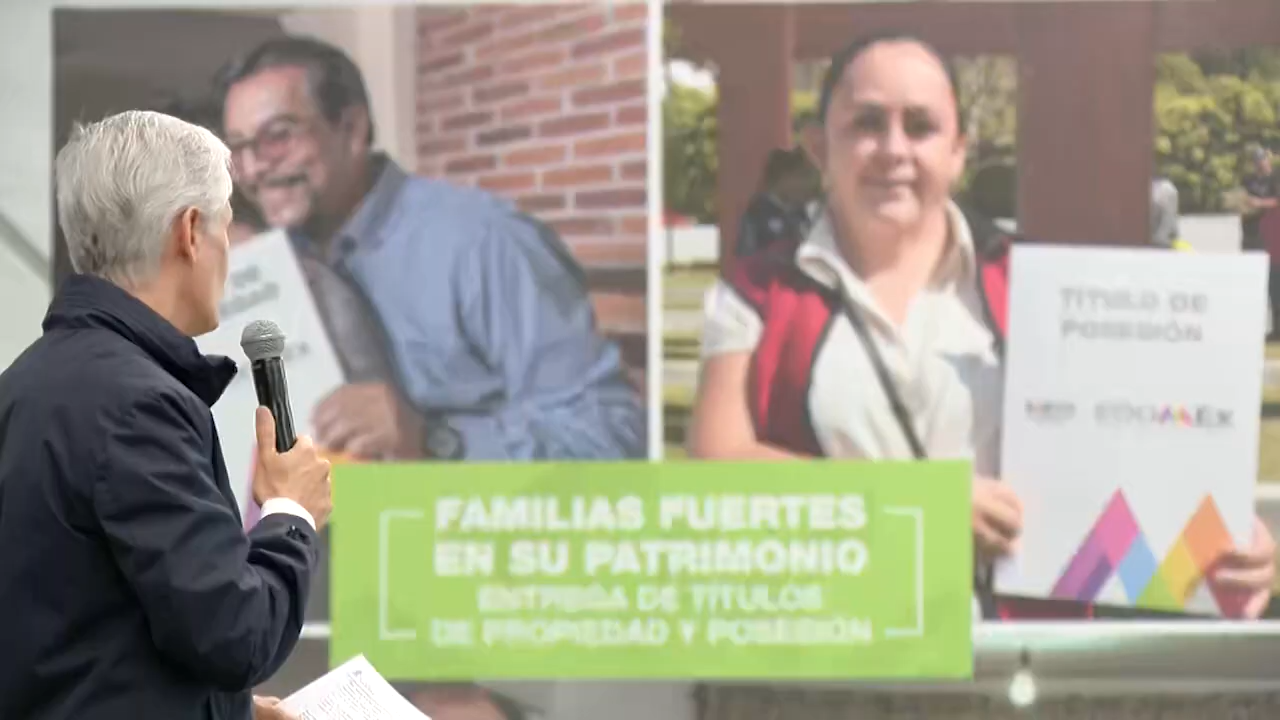 TÍTULO DE
POSESIÓN
EDOMEX
FAMILIAS FUERTES
EN SU PATRIMONIO
ENTREGA DE TÍTULOS
DE PROPIEDAD Y POSESIÓN